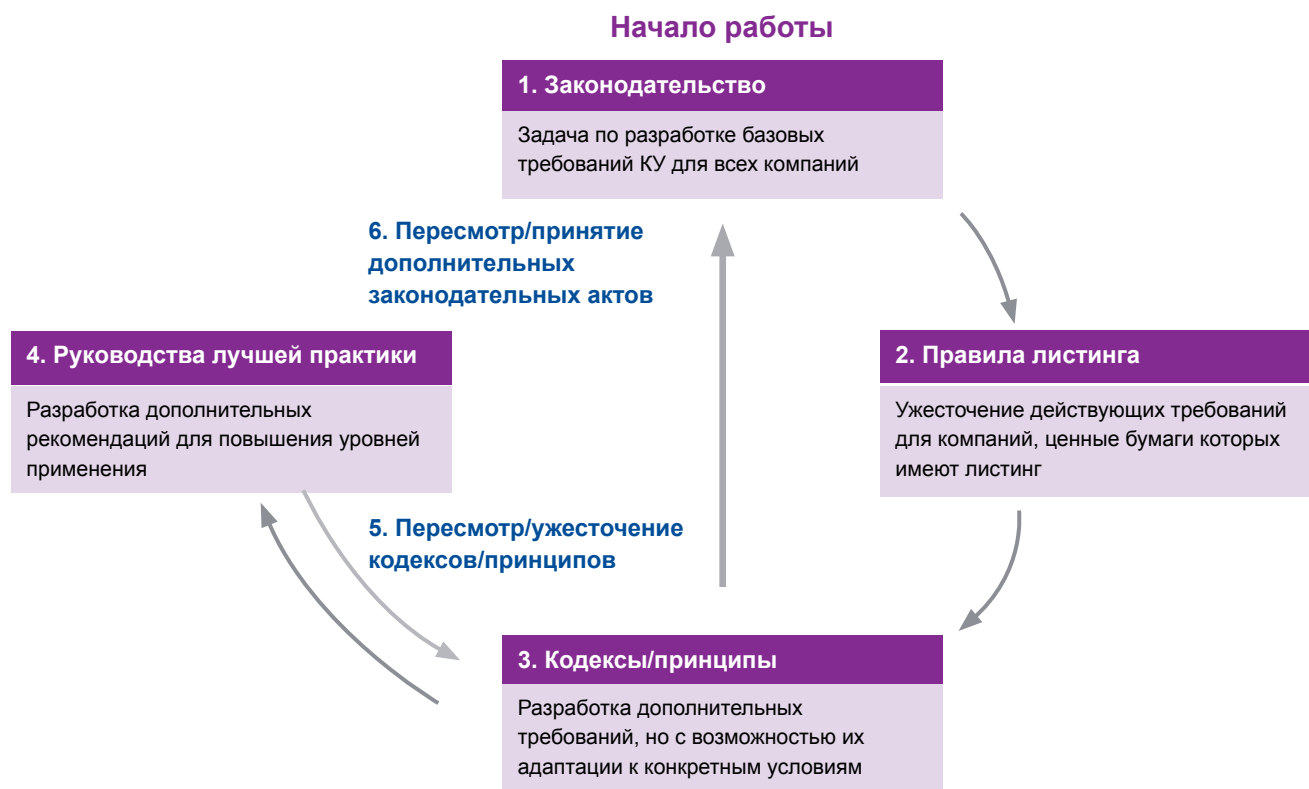 Начало работы
1. Законодательство
Задача по разработке базовых
требований КУ для всех компаний
6. Пересмотр/принятие
дополнительных
законодательных актов
4. Руководства лучшей практики
Разработка дополнительных
рекомендаций для повышения уровней
применения
2. Правила листинга
Ужесточение действующих требований
для компаний, ценные бумаги которых
имеют листинг
5. Пересмотр/ужесточение
кодексов/принципов
3. Кодексы/принципы
Разработка дополнительных
требований, но с возможностью их
адаптации к конкретным условиям